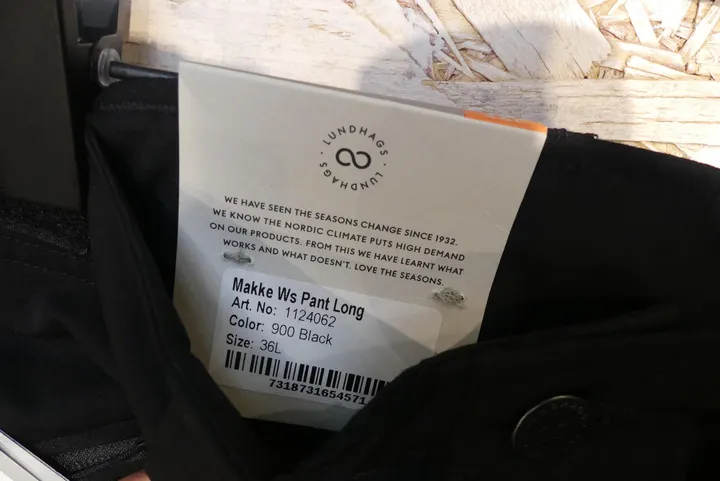 LUNDHAGS · LUNDHAGS ·
WE HAVE SEEN THE SEASONS CHANGE SINCE 1932.
WE KNOW THE NORDIC CLIMATE PUTS HIGH DEMAND
ON OUR PRODUCTS. FROM THIS WE HAVE LEARNT WHAT
WORKS AND WHAT DOESN'T. LOVE THE SEASONS.
Makke Ws Pant Long
Art. No: 1124062
Color: 900 Black
Size: 36L
7318731654571